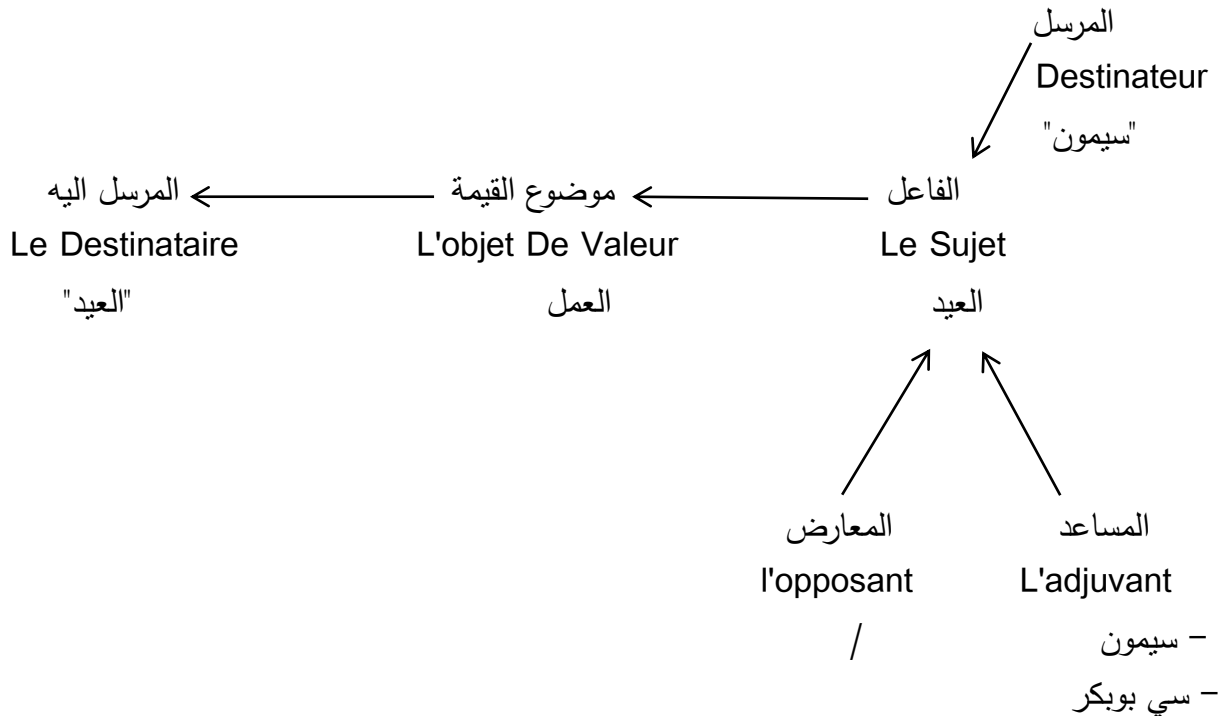 المرسل
Destinateur
"سيمون"
الفاعل
Le Sujet
العيد
موضوع القيمة
L'objet De Valeur
العمل
المرسل اليه
Le Destinataire
"العيد"
المساعد
L'adjuvant
– سيمون
– سي بوبكر
المعارض
l'opposant
/